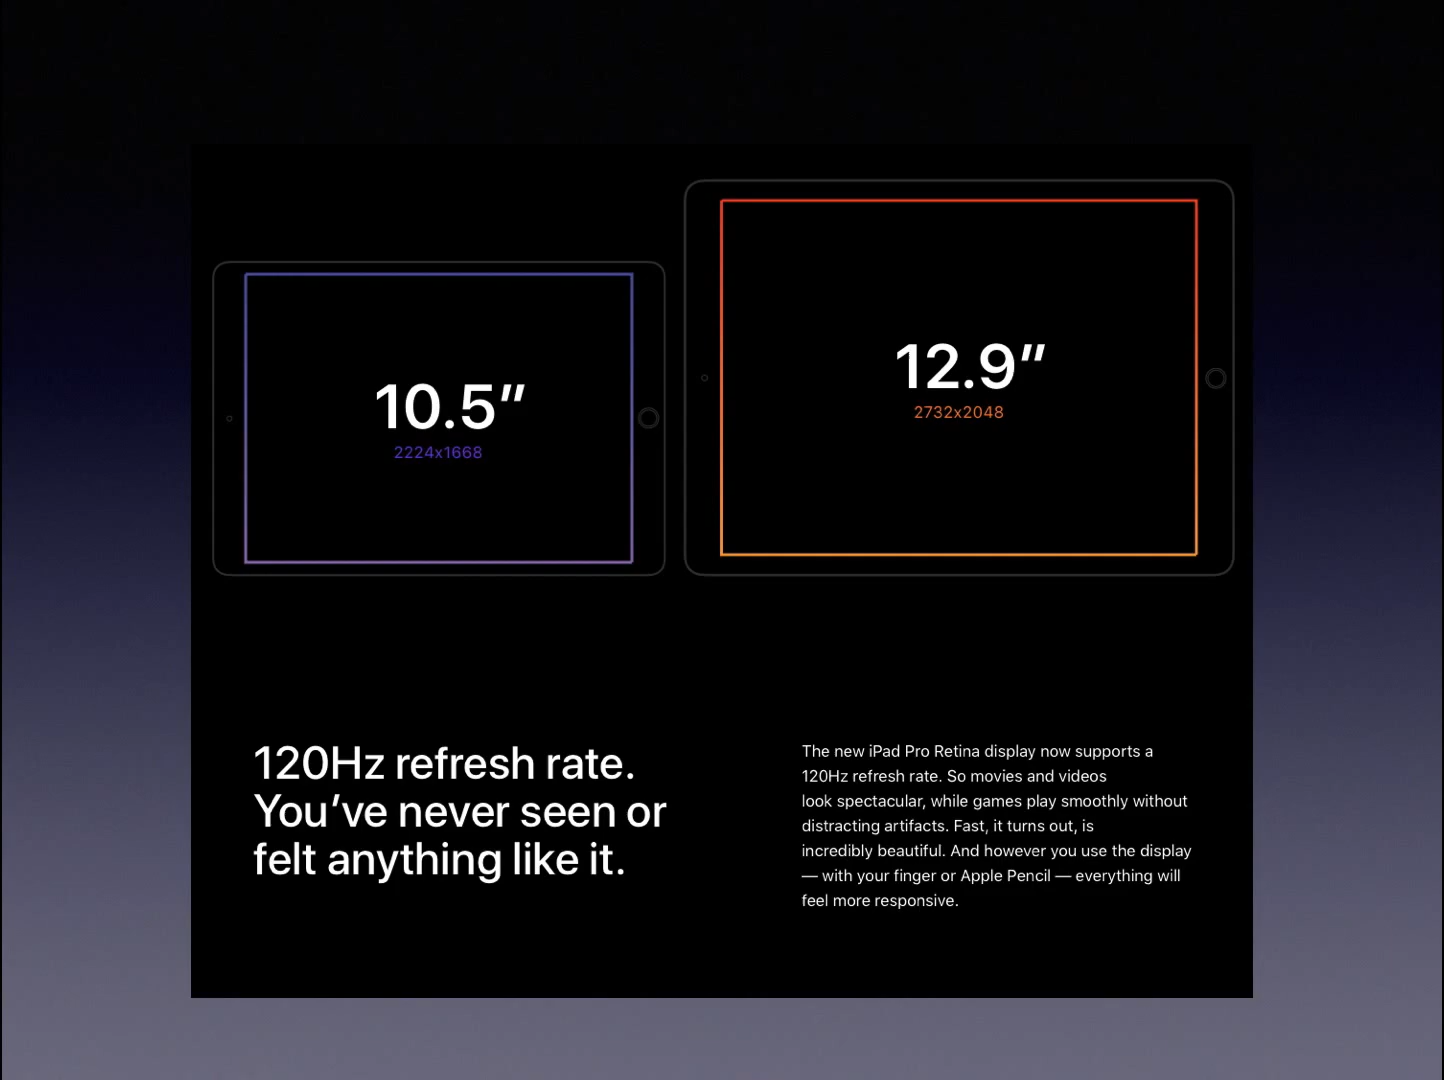 10.5″
2224x1668
12.9″
2732x2048
120Hz refresh rate.
You’ve never seen or
felt anything like it.
The new iPad Pro Retina display now supports a
120Hz refresh rate. So movies and videos
look spectacular, while games play smoothly without
distracting artifacts. Fast, it turns out, is
incredibly beautiful. And however you use the display
— with your finger or Apple Pencil — everything will
feel more responsive.